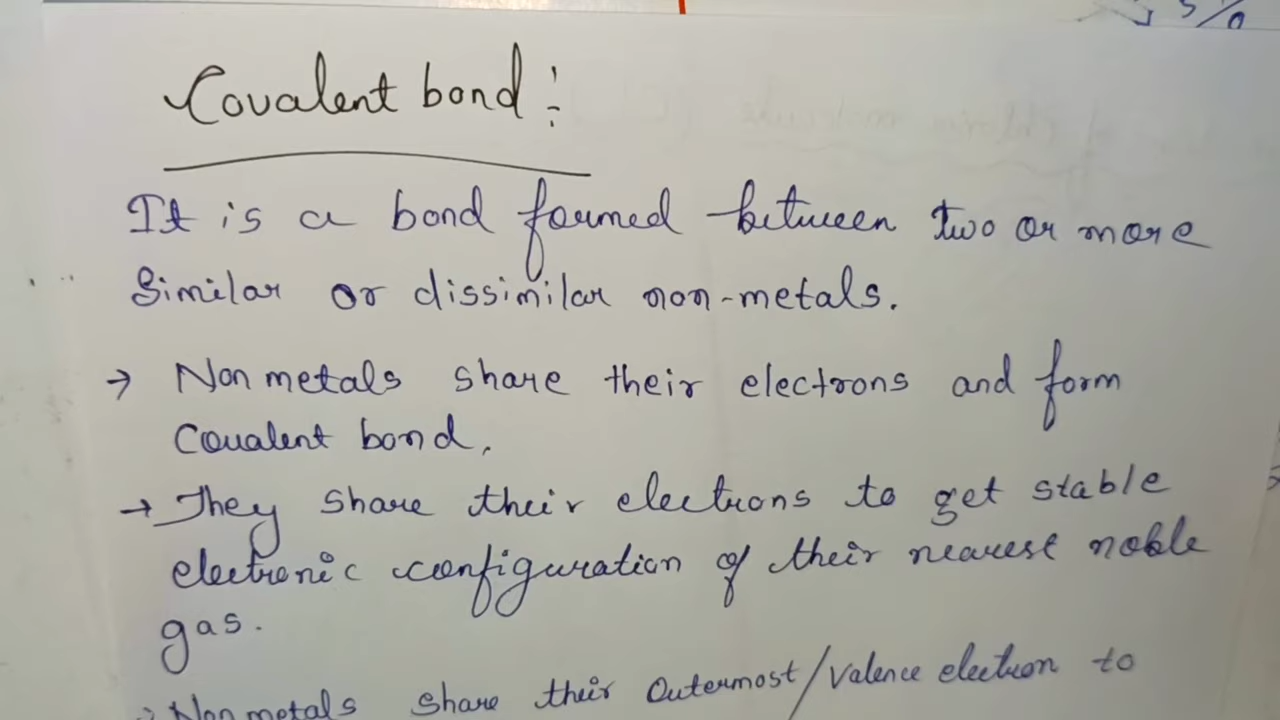 Covalent bond :
It is a bond formed between two or more
Similar or dissimilar non-metals.
→ Non metals share their electrons and form
Covalent bond.
→ They share their electrons to get stable
electronic configuration of their nearest noble
gas.
→ Non metals share their Outermost/Valence electron to